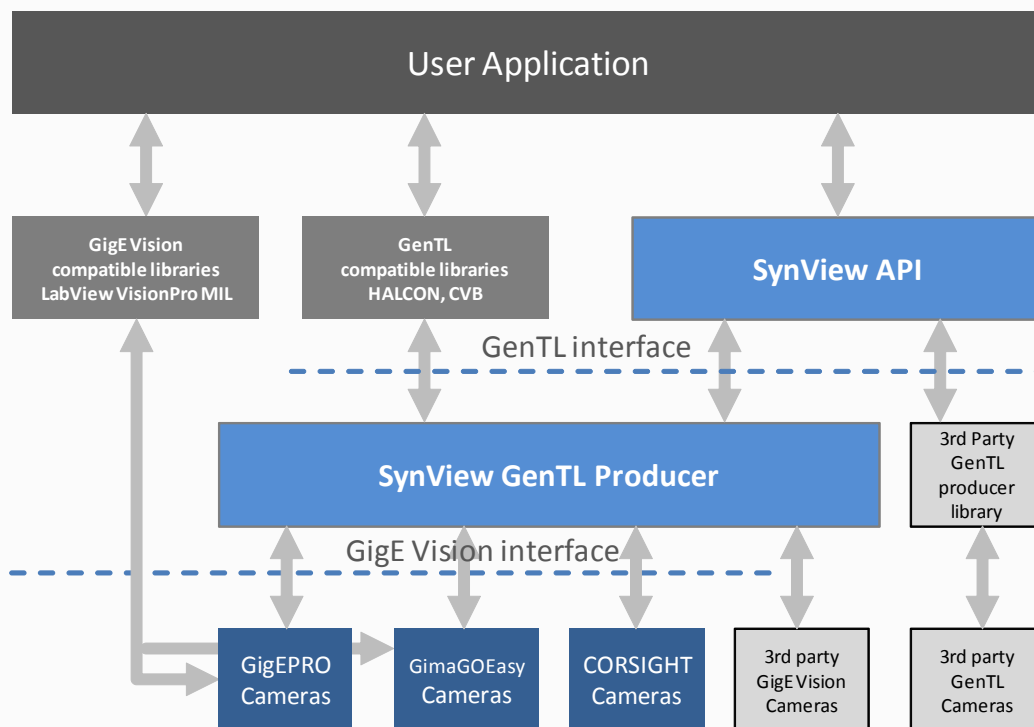 User Application
GigE Vision
compatible libraries
LabView VisionPro MIL
GenTL
compatible libraries
HALCON, CVB
SynView API
GenTL interface
SynView GenTL Producer
3rd Party
GenTL
producer
library
GigE Vision interface
GigEPRO
Cameras
GimaGOEasy
Cameras
CORSIGHT
Cameras
3rd party
GigE Vision
Cameras
3rd party
GenTL
Cameras